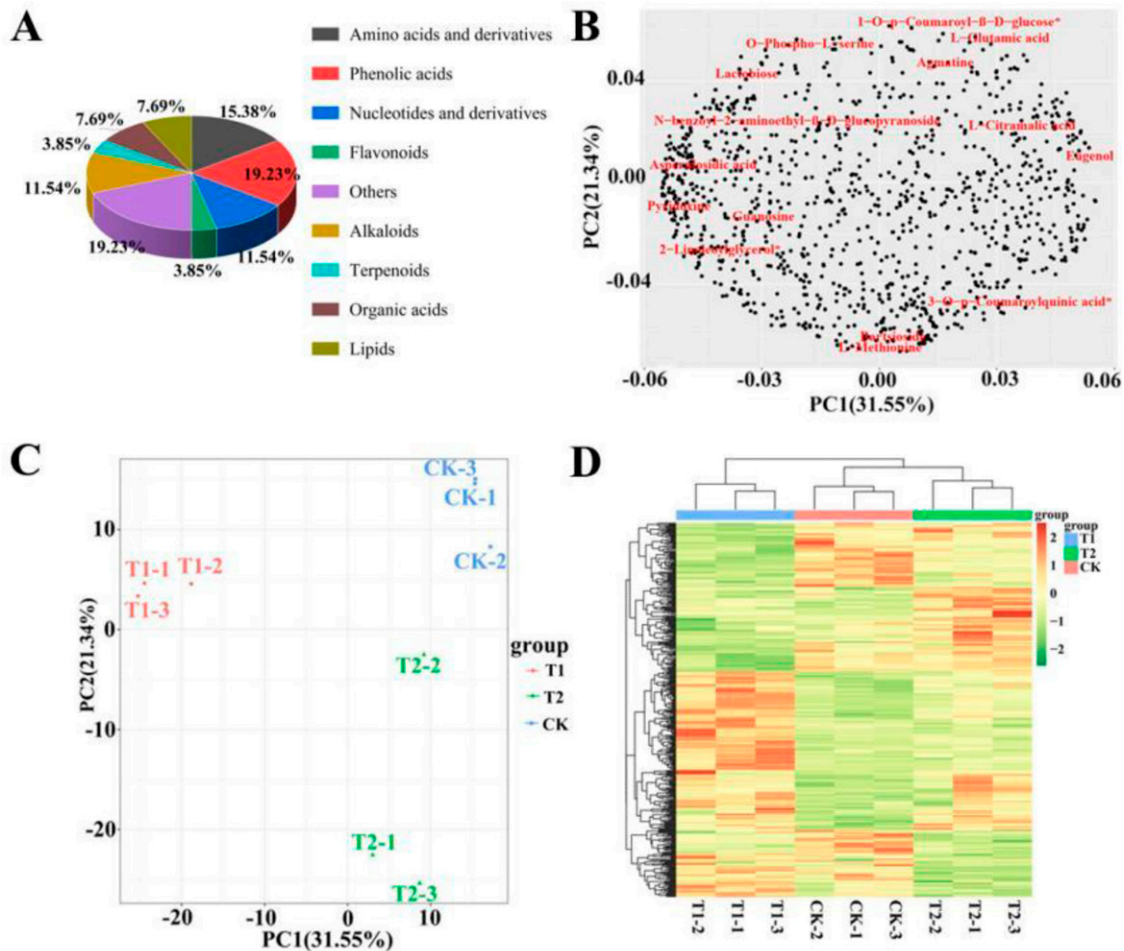 A
Amino acids and derivatives
Phenolic acids
Nucleotides and derivatives
Flavonoids
Others
Alkaloids
Terpenoids
Organic acids
Lipids
7.69%
15.38%
7.69%
3.85%
19.23%
11.54%
19.23%
11.54%
3.85%
B
1-O-p-Coumaroyl-ß-D-glucose*
O-Phospho-L-serine
L-Glutamic acid
Agmatine
Lactobiose
N-benzoyl-2-aminoethyl-ß-D-glucopyranoside
L-Citramalic acid
Eugenol
Asperulosidic acid
Pyridoxine
Guanosine
2-Linoleoylglycerol*
3-O-p-Coumaroylquinic acid*
L-Methionine
0.04
0.00
-0.04
PC2(21.34%)
-0.06
-0.03
0.00
0.03
0.06
PC1(31.55%)
C
CK-3
CK-1
CK-2
T1-1
T1-2
T1-3
T2-2
T2-1
T2-3
10
0
-10
-20
PC2(21.34%)
-20
-10
0
10
PC1(31.55%)
group
T1
T2
CK
D
group
2
1
0
-1
-2
group
T1
T2
CK
T1-2
T1-1
T1-3
CK-2
CK-1
CK-3
T2-2
T2-1
T2-3